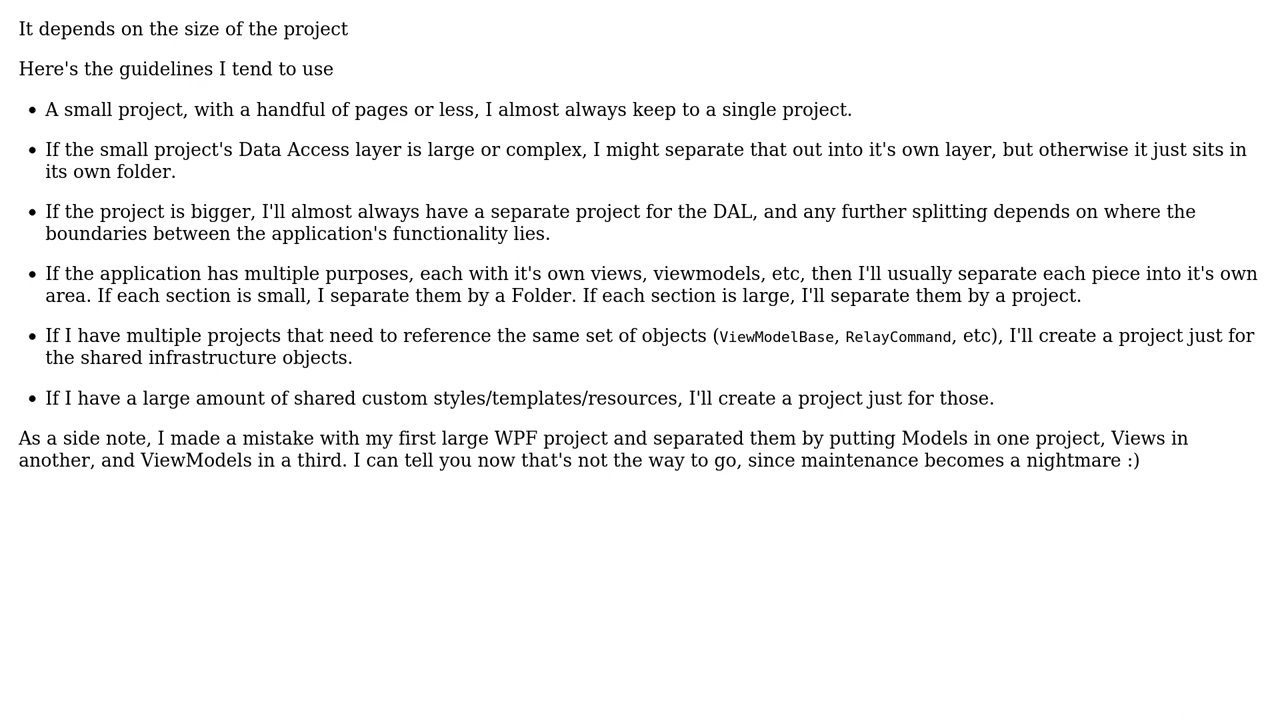 It depends on the size of the project
Here's the guidelines I tend to use
• A small project, with a handful of pages or less, I almost always keep to a single project.
• If the small project's Data Access layer is large or complex, I might separate that out into it's own layer, but otherwise it just sits in
its own folder.
• If the project is bigger, I'll almost always have a separate project for the DAL, and any further splitting depends on where the
boundaries between the application's functionality lies.
• If the application has multiple purposes, each with it's own views, viewmodels, etc, then I'll usually separate each piece into it's own
area. If each section is small, I separate them by a Folder. If each section is large, I'll separate them by a project.
• If I have multiple projects that need to reference the same set of objects (ViewModelBase, RelayCommand, etc), I'll create a project just for
the shared infrastructure objects.
• If I have a large amount of shared custom styles/templates/resources, I'll create a project just for those.
As a side note, I made a mistake with my first large WPF project and separated them by putting Models in one project, Views in
another, and ViewModels in a third. I can tell you now that's not the way to go, since maintenance becomes a nightmare :)